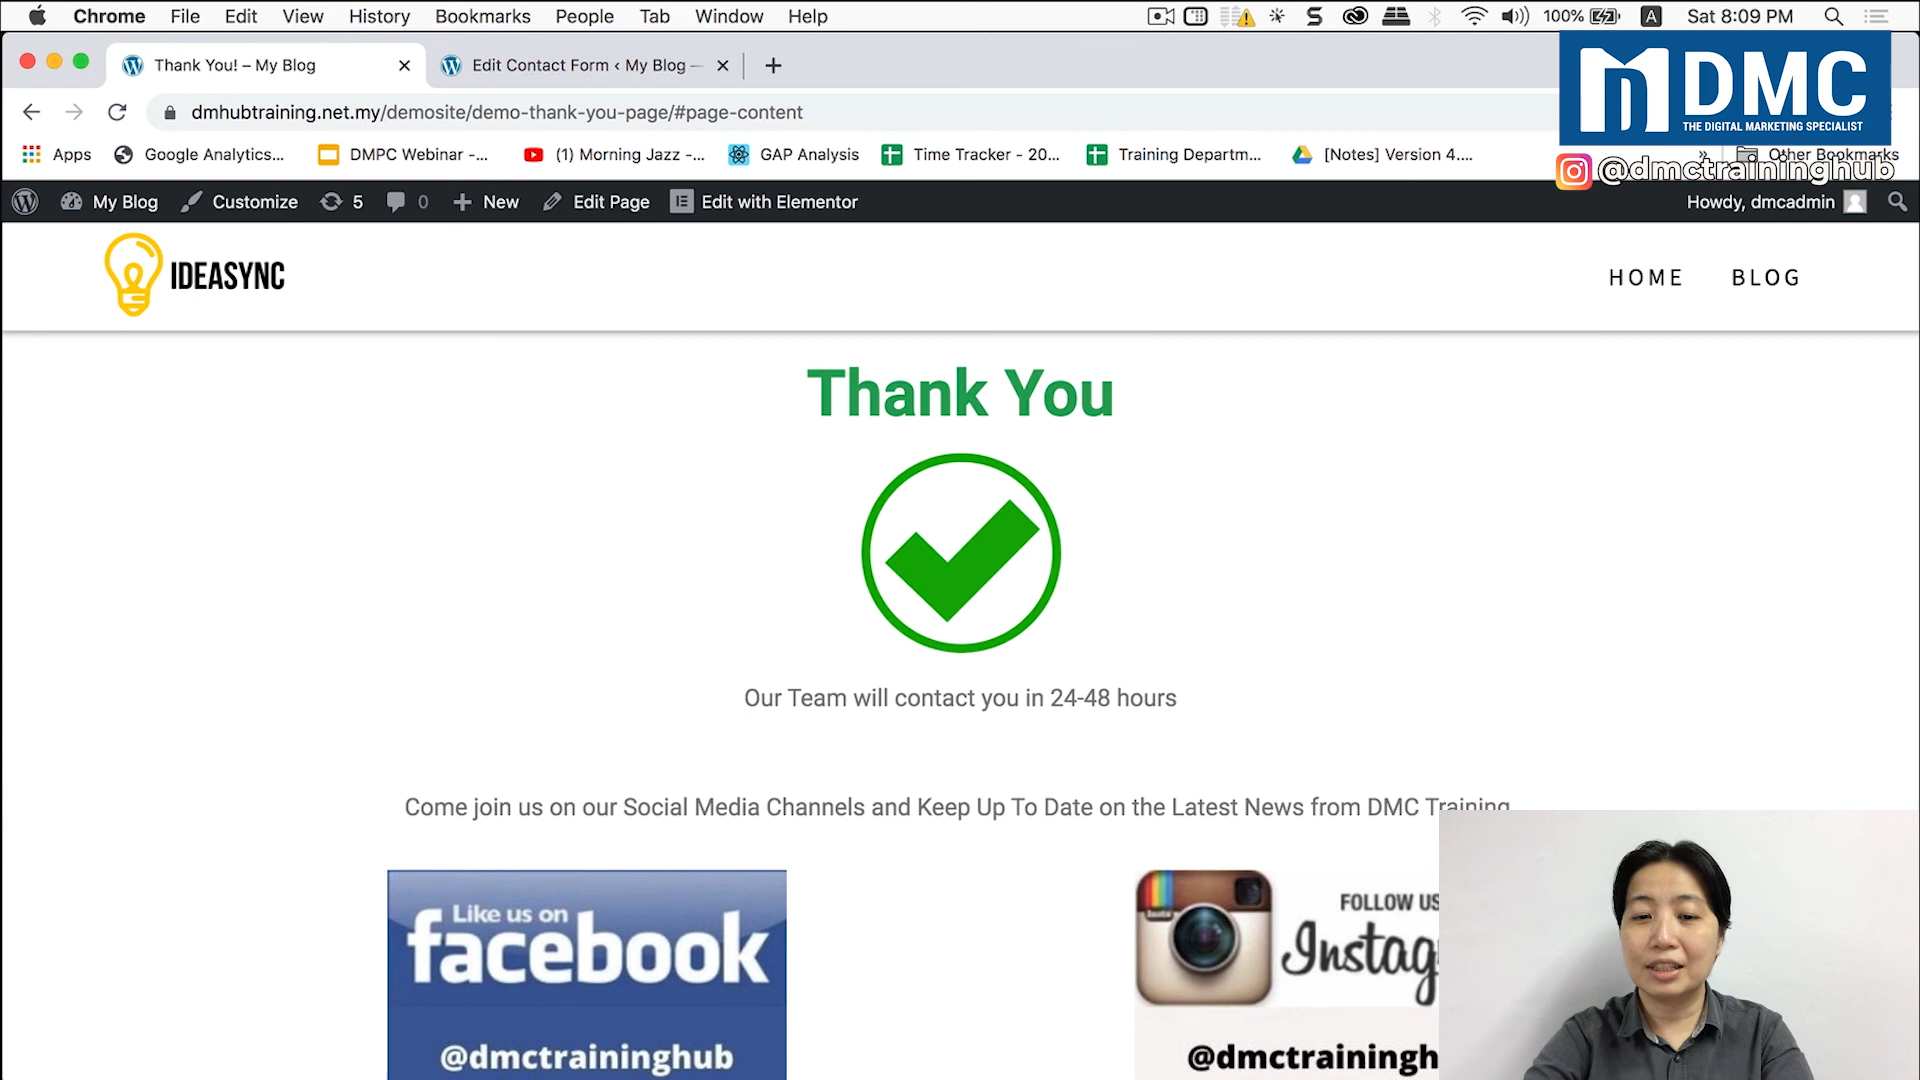 Chrome File Edit View History Bookmarks People Tab Window Help
100% A Sat 8:09 PM
Thank You! – My Blog
Edit Contact Form ‹ My Blog —
dmhubtraining.net.my/demosite/demo-thank-you-page/#page-content
DMC
THE DIGITAL MARKETING SPECIALIST
Apps Google Analytics... DMPC Webinar -... (1) Morning Jazz -... GAP Analysis Time Tracker - 20... Training Departm... [Notes] Version 4.... » Other Bookmarks
@dmctraininghub
My Blog Customize 5 0 New Edit Page Edit with Elementor Howdy, dmcadmin
IDEASYNC
HOME BLOG
Thank You
Our Team will contact you in 24-48 hours
Come join us on our Social Media Channels and Keep Up To Date on the Latest News from DMC Training
Like us on
facebook
@dmctraininghub
FOLLOW US
Instag
@dmctrainingh